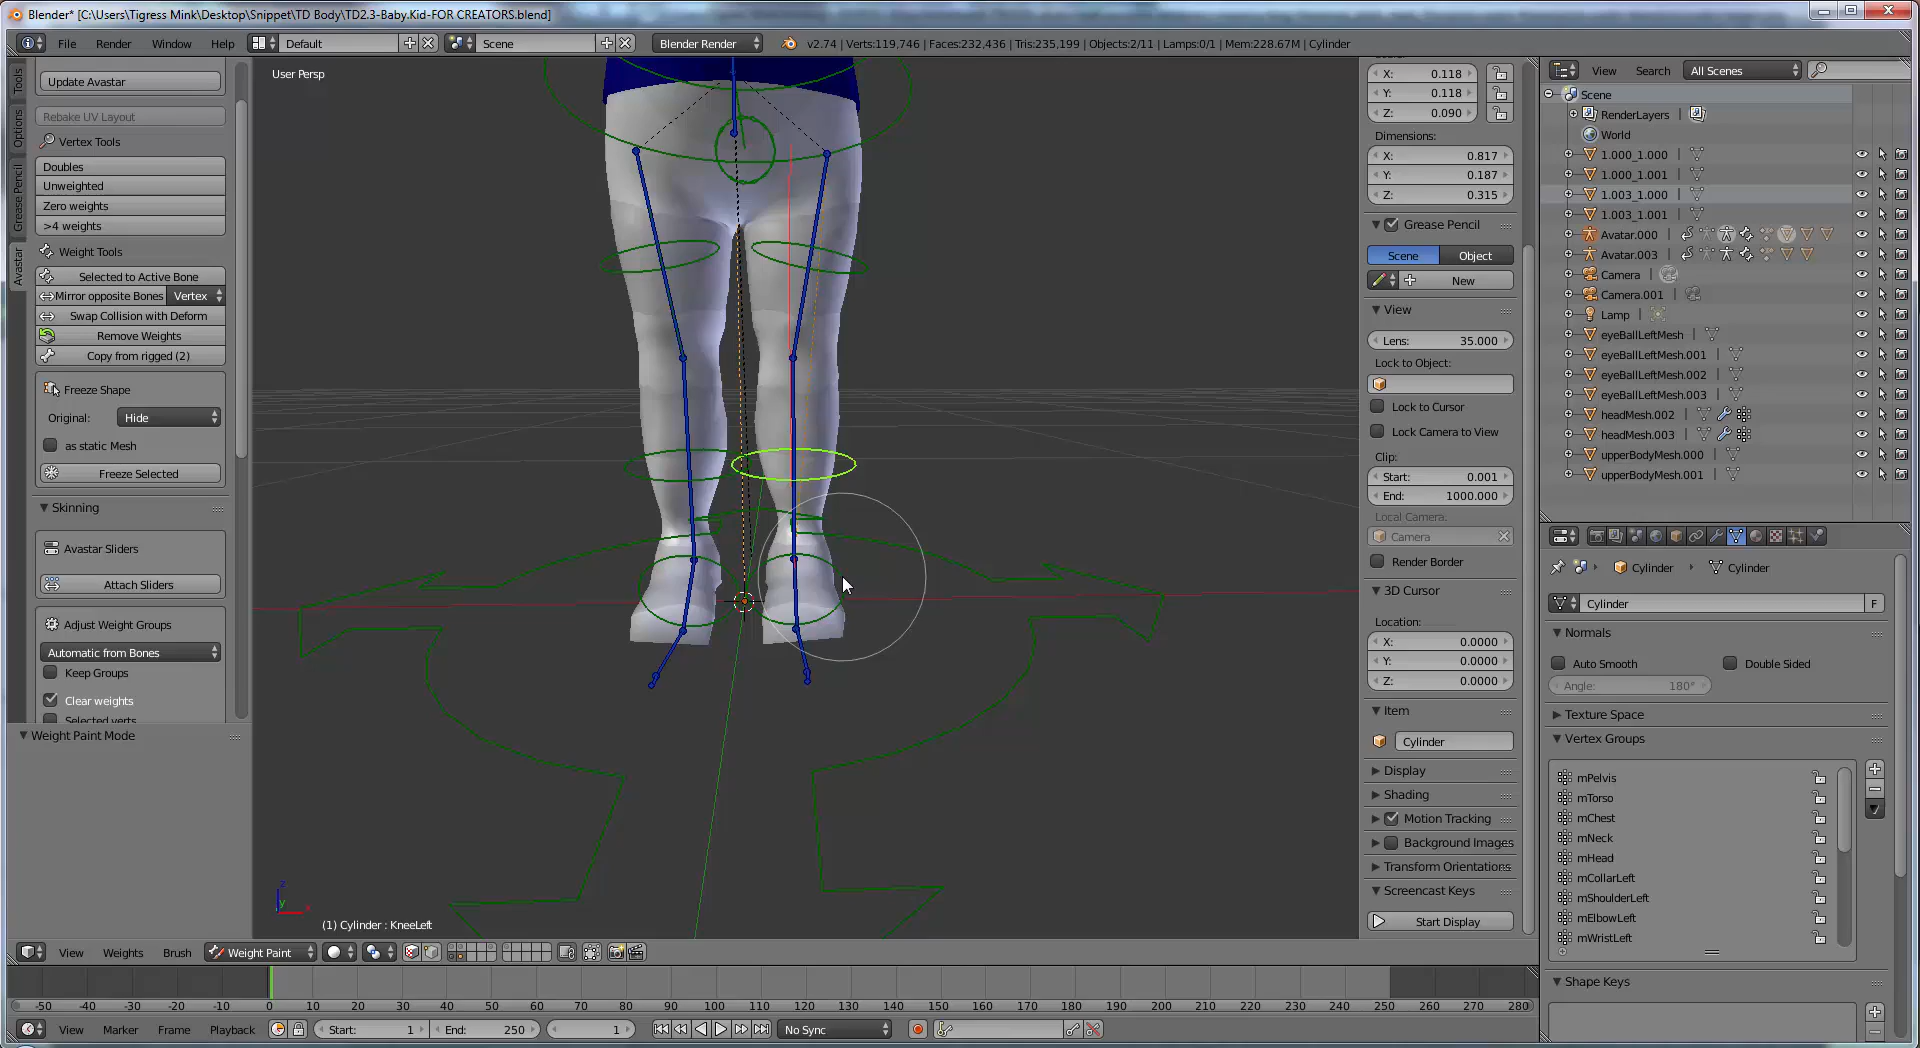 Blender* [C:\Users\Tigress Mink\Desktop\Snippet\TD Body\TD2.3-Baby.Kid-FOR CREATORS.blend]
File Render Window Help Default Scene Blender Render v2.74 | Verts:119,746 | Faces:232,436 | Tris:235,199 | Objects:2/11 | Lamps:0/1 | Mem:228.67M | Cylinder
Tools
Options
Grease Pencil
Avastar
Update Avastar
Rebake UV Layout
Vertex Tools
Doubles
Unweighted
Zero weights
>4 weights
Weight Tools
Selected to Active Bone
Mirror opposite Bones Vertex
Swap Collision with Deform
Remove Weights
Copy from rigged (2)
Freeze Shape
Original: Hide
as static Mesh
Freeze Selected
Skinning
Avastar Sliders
Attach Sliders
Adjust Weight Groups
Automatic from Bones
Keep Groups
Clear weights
Selected verts
Weight Paint Mode
User Persp
z
y
x
(1) Cylinder : KneeLeft
X: 0.118
Y: 0.118
Z: 0.090
Dimensions:
X: 0.817
Y: 0.187
Z: 0.315
Grease Pencil
Scene Object
New
View
Lens: 35.000
Lock to Object:
Lock to Cursor
Lock Camera to View
Clip:
Start: 0.001
End: 1000.000
Local Camera:
Camera
Render Border
3D Cursor
Location:
X: 0.0000
Y: 0.0000
Z: 0.0000
Item
Cylinder
Display
Shading
Motion Tracking
Background Images
Transform Orientations
Screencast Keys
Start Display
View Search All Scenes
Scene
RenderLayers
World
1.000_1.000
1.000_1.001
1.003_1.000
1.003_1.001
Avatar.000
Avatar.003
Camera
Camera.001
Lamp
eyeBallLeftMesh
eyeBallLeftMesh.001
eyeBallLeftMesh.002
eyeBallLeftMesh.003
headMesh.002
headMesh.003
upperBodyMesh.000
upperBodyMesh.001
Cylinder Cylinder
Cylinder F
Normals
Auto Smooth Double Sided
Angle: 180°
Texture Space
Vertex Groups
mPelvis
mTorso
mChest
mNeck
mHead
mCollarLeft
mShoulderLeft
mElbowLeft
mWristLeft
Shape Keys
View Weights Brush Weight Paint
-50 -40 -30 -20 -10 0 10 20 30 40 50 60 70 80 90 100 110 120 130 140 150 160 170 180 190 200 210 220 230 240 250 260 270 280
View Marker Frame Playback Start: 1 End: 250 1 No Sync